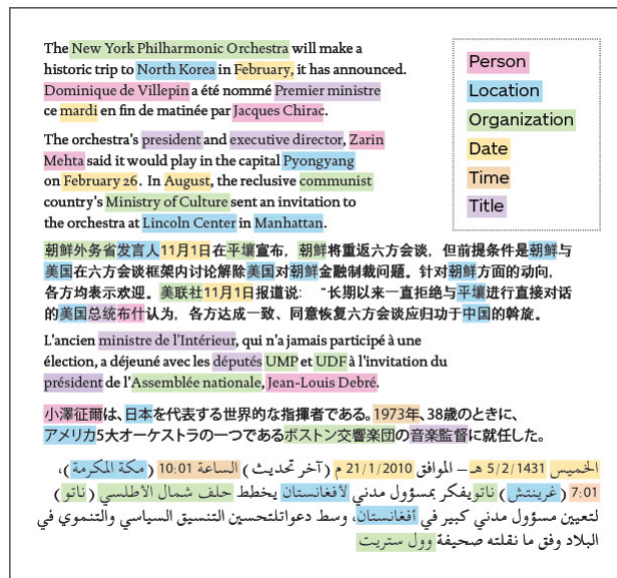 The New York Philharmonic Orchestra will make a
historic trip to North Korea in February, it has announced.
Dominique de Villepin a été nommé Premier ministre
ce mardi en fin de matinée par Jacques Chirac.
The orchestra's president and executive director, Zarin
Mehta said it would play in the capital Pyongyang
on February 26. In August, the reclusive communist
country's Ministry of Culture sent an invitation to
the orchestra at Lincoln Center in Manhattan.
朝鲜外务省发言人11月1日在平壤宣布，朝鲜将重返六方会谈，但前提条件是朝鲜与
美国在六方会谈框架内讨论解除美国对朝鲜金融制裁问题。针对朝鲜方面的动向，
各方均表示欢迎。美联社11月1日报道说："长期以来一直拒绝与平壤进行直接对话
的美国总统布什认为，各方达成一致、同意恢复六方会谈应归功于中国的斡旋。
L'ancien ministre de l'Intérieur, qui n'a jamais participé à une
élection, a déjeuné avec les députés UMP et UDF à l'invitation du
président de l'Assemblée nationale, Jean-Louis Debré.
小澤征爾は、日本を代表する世界的な指揮者である。1973年、38歳のときに、
アメリカ5大オーケストラの一つであるボストン交響楽団の音楽監督に就任した。
الخميس 5/2/1431 هـ – الموافق 21/1/2010 م (آخر تحديث) الساعة 10:01 (مكة المكرمة)،
7:01 (غرينتش) ناتويفكر بمسؤول مدني لأفغانستان يخطط حلف شمال الأطلسي (ناتو)
لتعيين مسؤول مدني كبير في أفغانستان، وسط دعواتلتحسين التنسيق السياسي والتنموي في
البلاد وفق ما نقلته صحيفة وول ستريت
Person
Location
Organization
Date
Time
Title